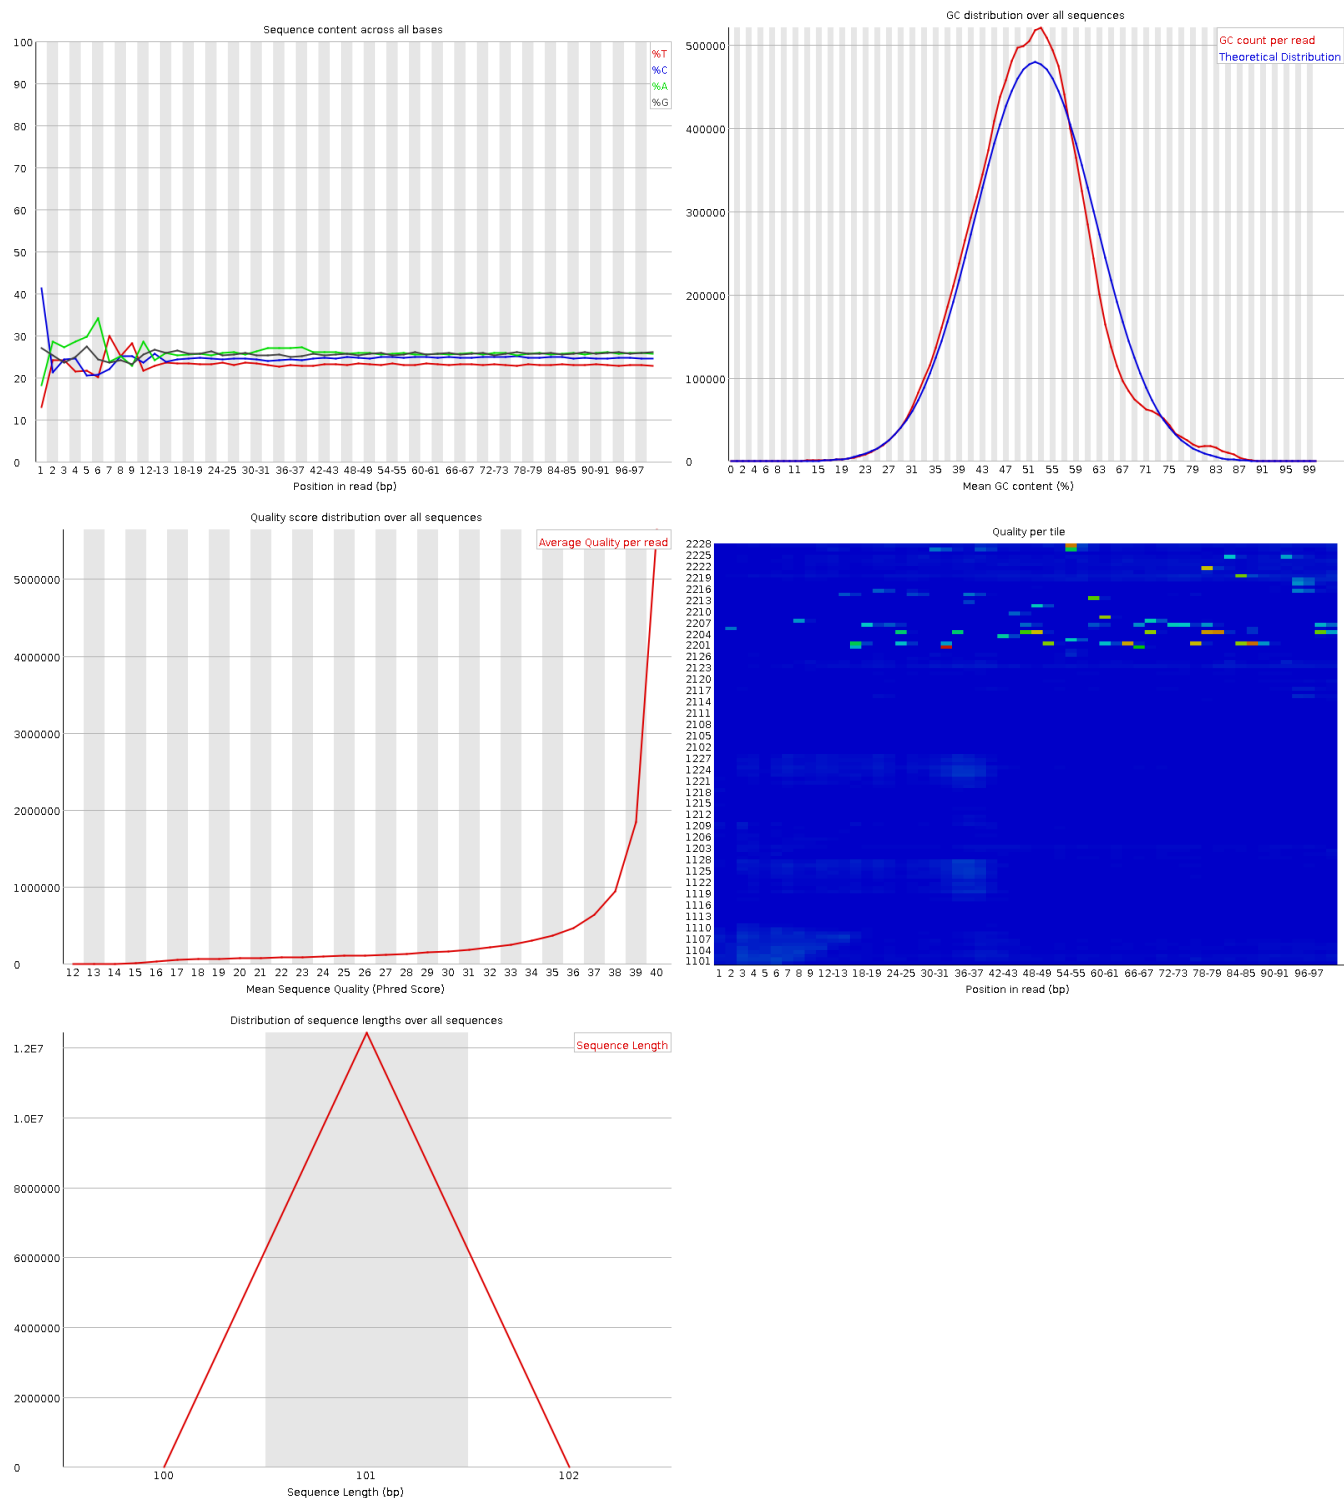 Sequence content across all bases
100
%T
%C
%A
%G
90
80
70
60
50
40
30
20
10
0
1 2 3 4 5 6 7 8 9 12-13 18-19 24-25 30-31 36-37 42-43 48-49 54-55 60-61 66-67 72-73 78-79 84-85 90-91 96-97
Position in read (bp)
GC distribution over all sequences
GC count per read
Theoretical Distribution
500000
400000
300000
200000
100000
0
0 2 4 6 8 11 15 19 23 27 31 35 39 43 47 51 55 59 63 67 71 75 79 83 87 91 95 99
Mean GC content (%)
Quality score distribution over all sequences
Average Quality per read
5000000
4000000
3000000
2000000
1000000
0
12 13 14 15 16 17 18 19 20 21 22 23 24 25 26 27 28 29 30 31 32 33 34 35 36 37 38 39 40
Mean Sequence Quality (Phred Score)
Quality per tile
2228
2225
2222
2219
2216
2213
2210
2207
2204
2201
2126
2123
2120
2117
2114
2111
2108
2105
2102
1227
1224
1221
1218
1215
1212
1209
1206
1203
1128
1125
1122
1119
1116
1113
1110
1107
1104
1101
1 2 3 4 5 6 7 8 9 12-13 18-19 24-25 30-31 36-37 42-43 48-49 54-55 60-61 66-67 72-73 78-79 84-85 90-91 96-97
Position in read (bp)
Distribution of sequence lengths over all sequences
Sequence Length
1.2E7
1.0E7
8000000
6000000
4000000
2000000
0
100 101 102
Sequence Length (bp)